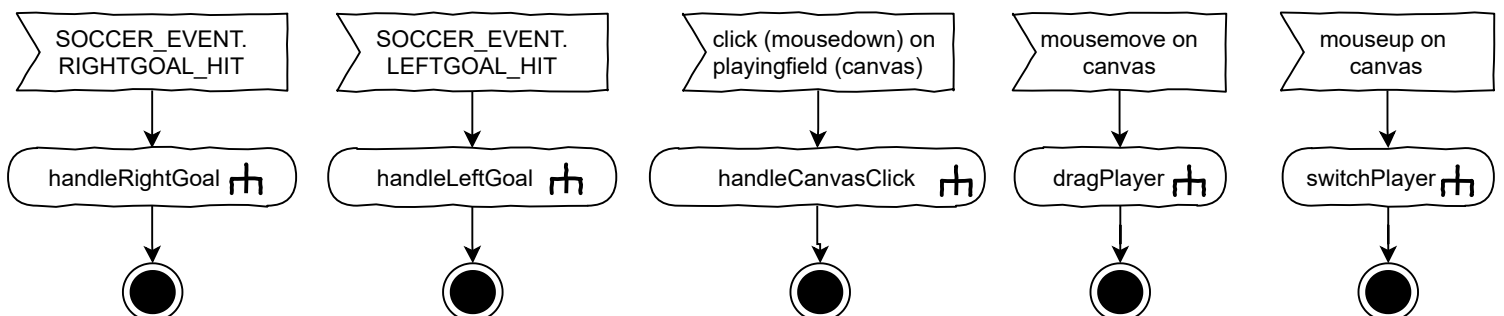 SOCCER_EVENT.
RIGHTGOAL_HIT
SOCCER_EVENT.
LEFTGOAL_HIT
click (mousedown) on
playingfield (canvas)
mousemove on
canvas
mouseup on
canvas
handleRightGoal
handleLeftGoal
handleCanvasClick
dragPlayer
switchPlayer